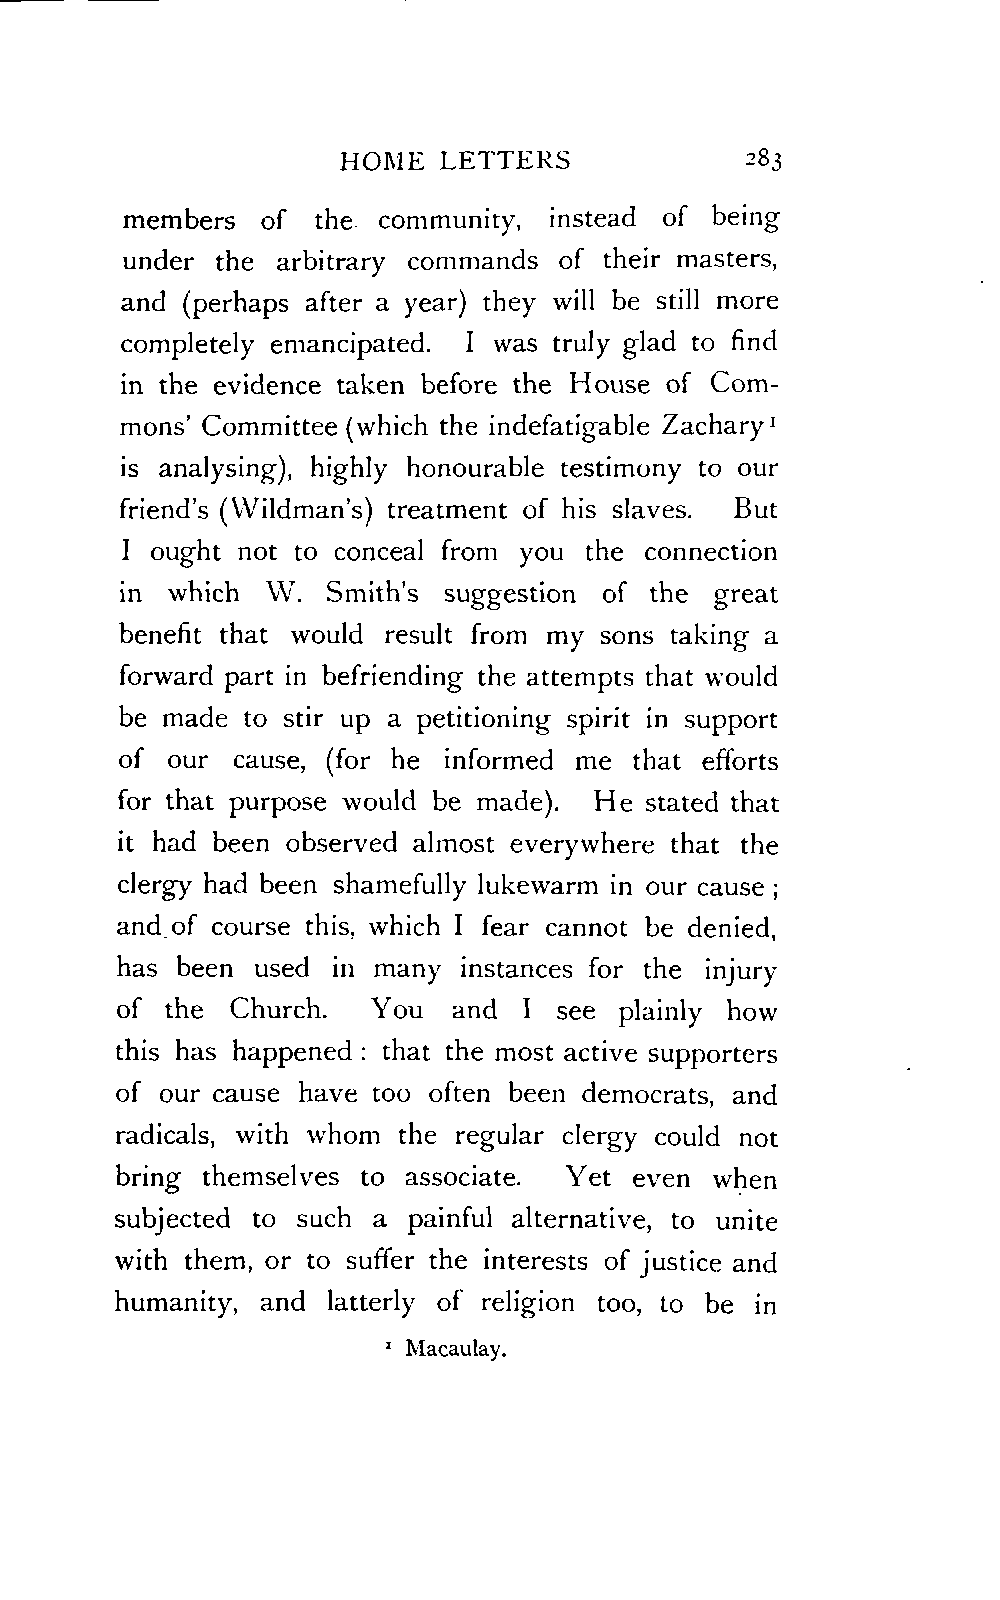 HOME LETTERS 283
members of the community, instead of being
under the arbitrary commands of their masters,
and (perhaps after a year) they will be still more
completely emancipated. I was truly glad to find
in the evidence taken before the House of Com-
mons' Committee (which the indefatigable Zachary¹
is analysing), highly honourable testimony to our
friend's (Wildman's) treatment of his slaves. But
I ought not to conceal from you the connection
in which W. Smith's suggestion of the great
benefit that would result from my sons taking a
forward part in befriending the attempts that would
be made to stir up a petitioning spirit in support
of our cause, (for he informed me that efforts
for that purpose would be made). He stated that
it had been observed almost everywhere that the
clergy had been shamefully lukewarm in our cause ;
and of course this, which I fear cannot be denied,
has been used in many instances for the injury
of the Church. You and I see plainly how
this has happened : that the most active supporters
of our cause have too often been democrats, and
radicals, with whom the regular clergy could not
bring themselves to associate. Yet even when
subjected to such a painful alternative, to unite
with them, or to suffer the interests of justice and
humanity, and latterly of religion too, to be in
¹ Macaulay.